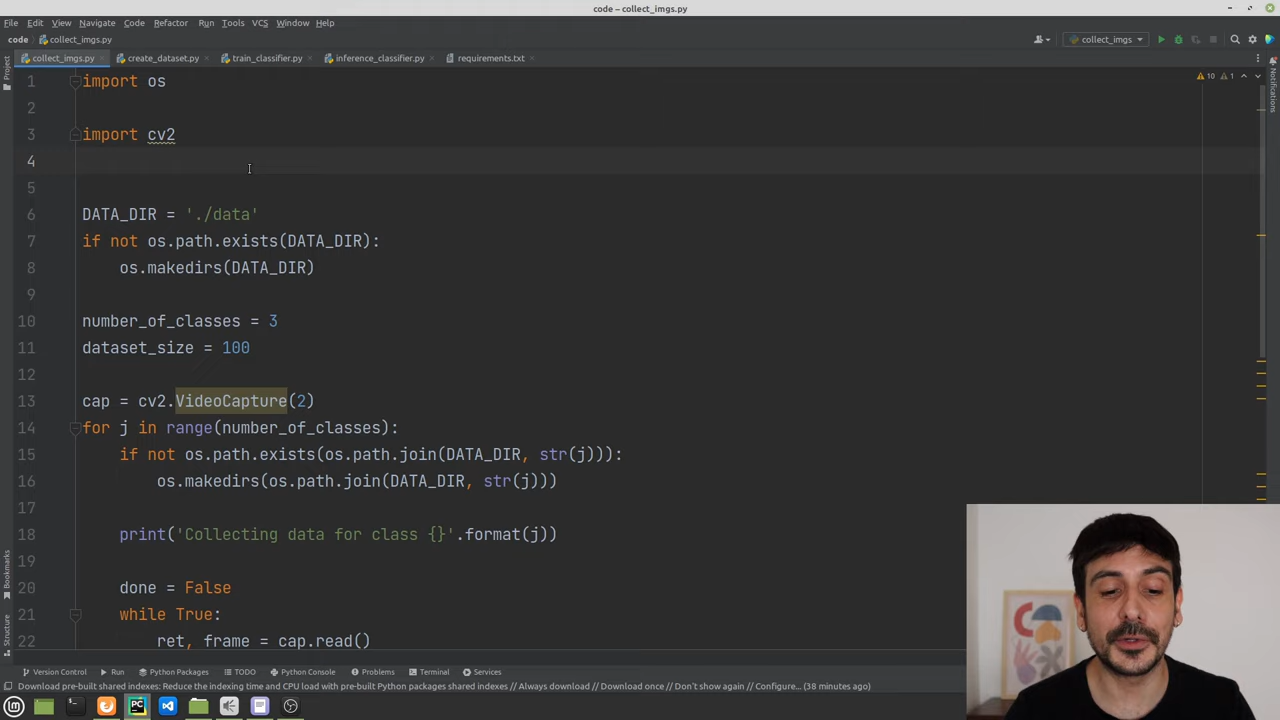 code – collect_imgs.py
File Edit View Navigate Code Refactor Run Tools VCS Window Help
code collect_imgs.py collect_imgs
collect_imgs.py create_dataset.py train_classifier.py inference_classifier.py requirements.txt
Project
Notifications
10 1
1 import os
2
3 import cv2
4
5
6 DATA_DIR = './data'
7 if not os.path.exists(DATA_DIR):
8 os.makedirs(DATA_DIR)
9
10 number_of_classes = 3
11 dataset_size = 100
12
13 cap = cv2.VideoCapture(2)
14 for j in range(number_of_classes):
15 if not os.path.exists(os.path.join(DATA_DIR, str(j))):
16 os.makedirs(os.path.join(DATA_DIR, str(j)))
17
18 print('Collecting data for class {}'.format(j))
19
20 done = False
21 while True:
22 ret, frame = cap.read()
Bookmarks
Structure
Version Control Run Python Packages TODO Python Console Problems Terminal Services
Download pre-built shared indexes: Reduce the indexing time and CPU load with pre-built Python packages shared indexes // Always download // Download once // Don't show again // Configure... (38 minutes ago)
PC